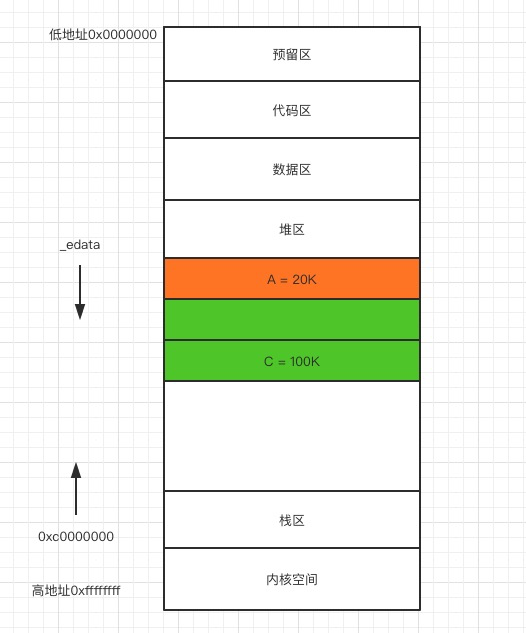 低地址0x0000000
预留区
代码区
数据区
堆区
_edata
A = 20K
C = 100K
0xc0000000
栈区
内核空间
高地址0xffffffff